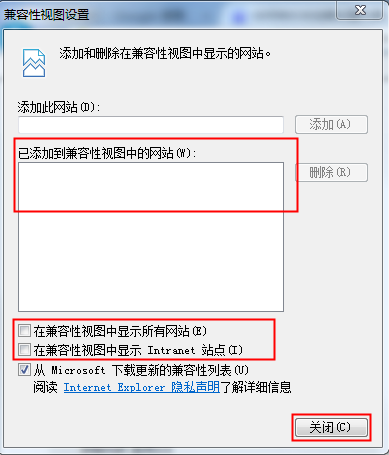 兼容性视图设置
添加和删除在兼容性视图中显示的网站。
添加此网站(D):
添加(A)
已添加到兼容性视图中的网站(W):
删除(R)
在兼容性视图中显示所有网站(E)
在兼容性视图中显示 Intranet 站点(I)
从 Microsoft 下载更新的兼容性列表(U)
阅读 Internet Explorer 隐私声明了解详细信息
关闭(C)